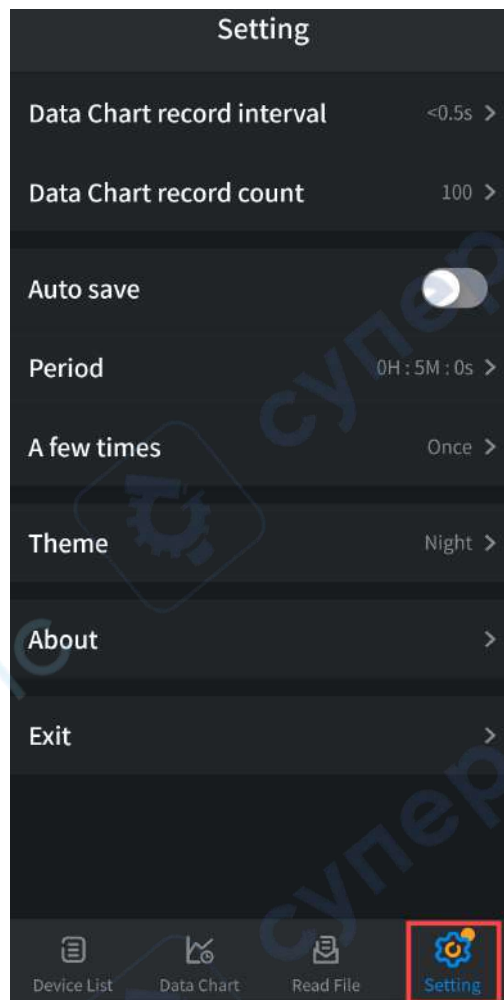 Setting
Data Chart record interval <0.5s >
Data Chart record count 100 >
Auto save
Period 0H : 5M : 0s >
A few times Once >
Theme Night >
About >
Exit >
Device List Data Chart Read File Setting